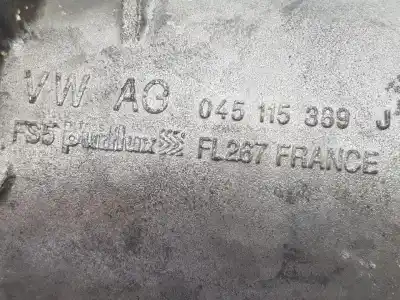 VW AG 045 115 389 J
FS5 purflux FL267 FRANCE